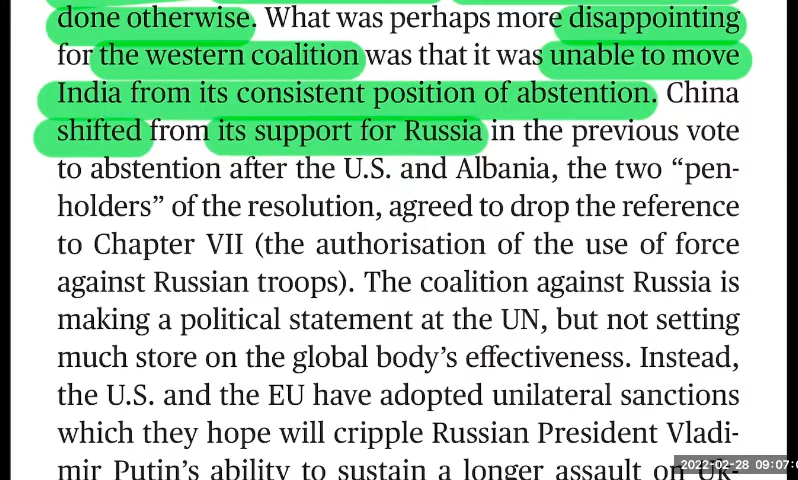 done otherwise. What was perhaps more disappointing
for the western coalition was that it was unable to move
India from its consistent position of abstention. China
shifted from its support for Russia in the previous vote
to abstention after the U.S. and Albania, the two “pen-
holders” of the resolution, agreed to drop the reference
to Chapter VII (the authorisation of the use of force
against Russian troops). The coalition against Russia is
making a political statement at the UN, but not setting
much store on the global body’s effectiveness. Instead,
the U.S. and the EU have adopted unilateral sanctions
which they hope will cripple Russian President Vladi-
mir Putin’s ability to sustain a longer assault on Uk-
2022-02-28 09:07:0